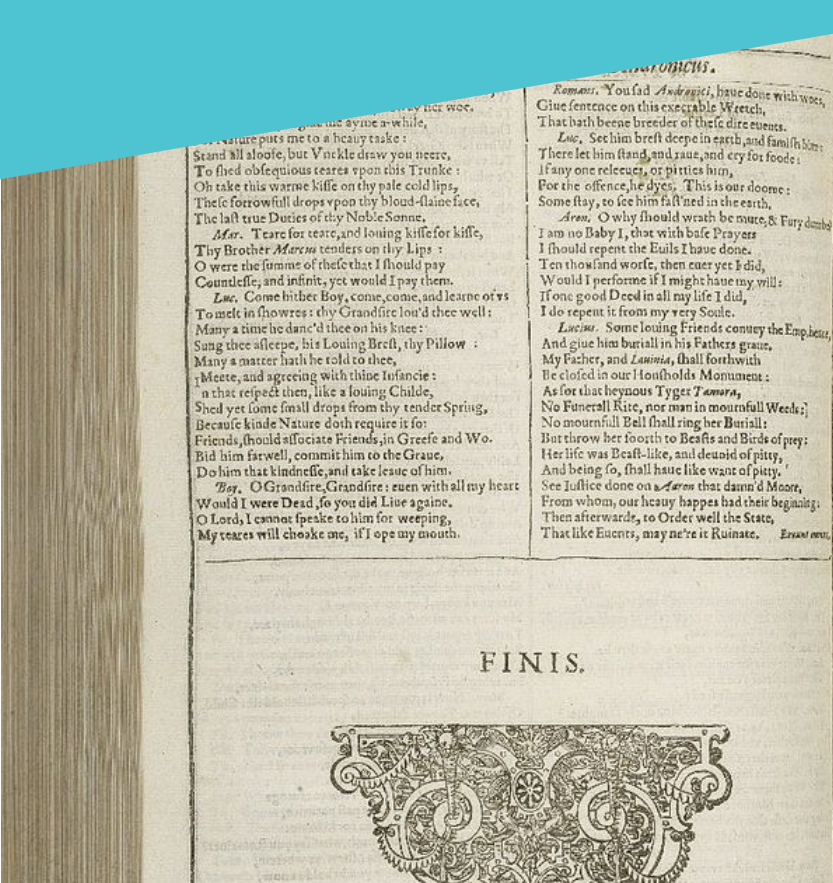 her woe.
a-while,
Nature puts me to a heauy taske :
Stand all aloofe, but Vnckle draw you neere,
To ſhed obſequious teares vpon this Trunke :
Oh take this warme kiſſe on thy pale cold lips,
Theſe ſorrowfull drops vpon thy bloud-ſlaine face,
The laſt true Duties of thy Noble Sonne.
Mar. Teare for teare, and louing kiſſe for kiſſe,
Thy Brother Marcus tenders on thy Lips :
O were the ſumme of theſe that I ſhould pay
Countleſſe, and infinit, yet would I pay them.
Luc. Come hither Boy, come, come, and learne of vs
To melt in ſhowres : thy Grandſire lou'd thee well :
Many a time he danc'd thee on his knee :
Sung thee aſleepe, his Louing Breſt, thy Pillow :
Many a matter hath he told to thee,
Meete, and agreeing with thine Infancie :
n that reſpect then, like a louing Childe,
Shed yet ſome ſmall drops from thy tender Spring,
Becauſe kinde Nature doth require it ſo:
Friends, ſhould aſſociate Friends, in Greefe and Wo.
Bid him farwell, commit him to the Graue,
Do him that kindneſſe, and take leaue of him.
Boy. O Grandſire, Grandſire : euen with all my heart
Would I were Dead, ſo you did Liue againe.
O Lord, I cannot ſpeake to him for weeping,
My teares will choake me, if I ope my mouth.
Romans. You ſad Andronici, haue done with woes,
Giue ſentence on this execrable Wretch,
That hath beene breeder of theſe dire euents.
Luc. Set him breſt deepe in earth, and famiſh him :
There let him ſtand, and raue, and cry for foode :
If any one releeues, or pitties him,
For the offence, he dyes. This is our doome :
Some ſtay, to ſee him faſt'ned in the earth.
Aron. O why ſhould wrath be mute, & Fury dumbe?
I am no Baby I, that with baſe Prayers
I ſhould repent the Euils I haue done.
Ten thouſand worſe, then euer yet I did,
Would I performe if I might haue my will :
If one good Deed in all my life I did,
I do repent it from my very Soule.
Lucius. Some louing Friends conuey the Emp. hence,
And giue him buriall in his Fathers graue.
My Father, and Lauinia, ſhall forthwith
Be cloſed in our Houſholds Monument :
As for that heynous Tyger Tamora,
No Funerall Rite, nor man in mournfull Weeds :
No mournfull Bell ſhall ring her Buriall :
But throw her foorth to Beaſts and Birds of prey :
Her life was Beaſt-like, and deuoid of pitty,
And being ſo, ſhall haue like want of pitty.
See Iuſtice done on Aaron that damn'd Moore,
From whom, our heauy happes had their beginning :
Then afterwards, to Order well the State,
That like Euents, may ne're it Ruinate. Exeunt omnes.
FINIS.